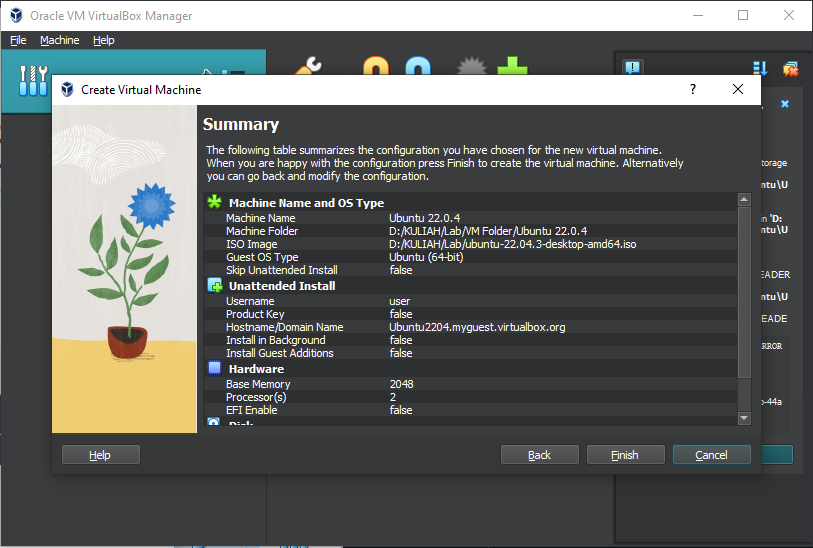 Oracle VM VirtualBox Manager
File Machine Help
Create Virtual Machine
?
Summary
The following table summarizes the configuration you have chosen for the new virtual machine.
When you are happy with the configuration press Finish to create the virtual machine. Alternatively
you can go back and modify the configuration.
Machine Name and OS Type
Machine Name Ubuntu 22.0.4
Machine Folder D:/KULIAH/Lab/VM Folder/Ubuntu 22.0.4
ISO Image D:/KULIAH/Lab/ubuntu-22.04.3-desktop-amd64.iso
Guest OS Type Ubuntu (64-bit)
Skip Unattended Install false
Unattended Install
Username user
Product Key false
Hostname/Domain Name Ubuntu2204.myguest.virtualbox.org
Install in Background false
Install Guest Additions false
Hardware
Base Memory 2048
Processor(s) 2
EFI Enable false
Disk
Help Back Finish Cancel
torage
ntu\U
n 'D:
ntu\U
EADER
ntu\U
EADE
RROR
o-44a